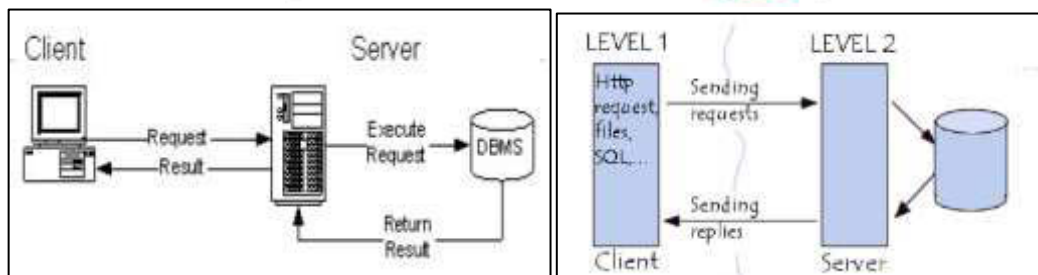 Client
Server
Request
Result
Execute
Request
DBMS
Return
Result
LEVEL 1
LEVEL 2
Http
request,
files,
SQL,...
Sending
requests
Sending
replies
Client
Server